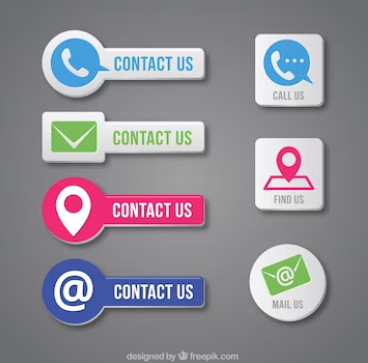 CONTACT US
CALL US
CONTACT US
CONTACT US
FIND US
@ CONTACT US
@
MAIL US
designed by freepik.com